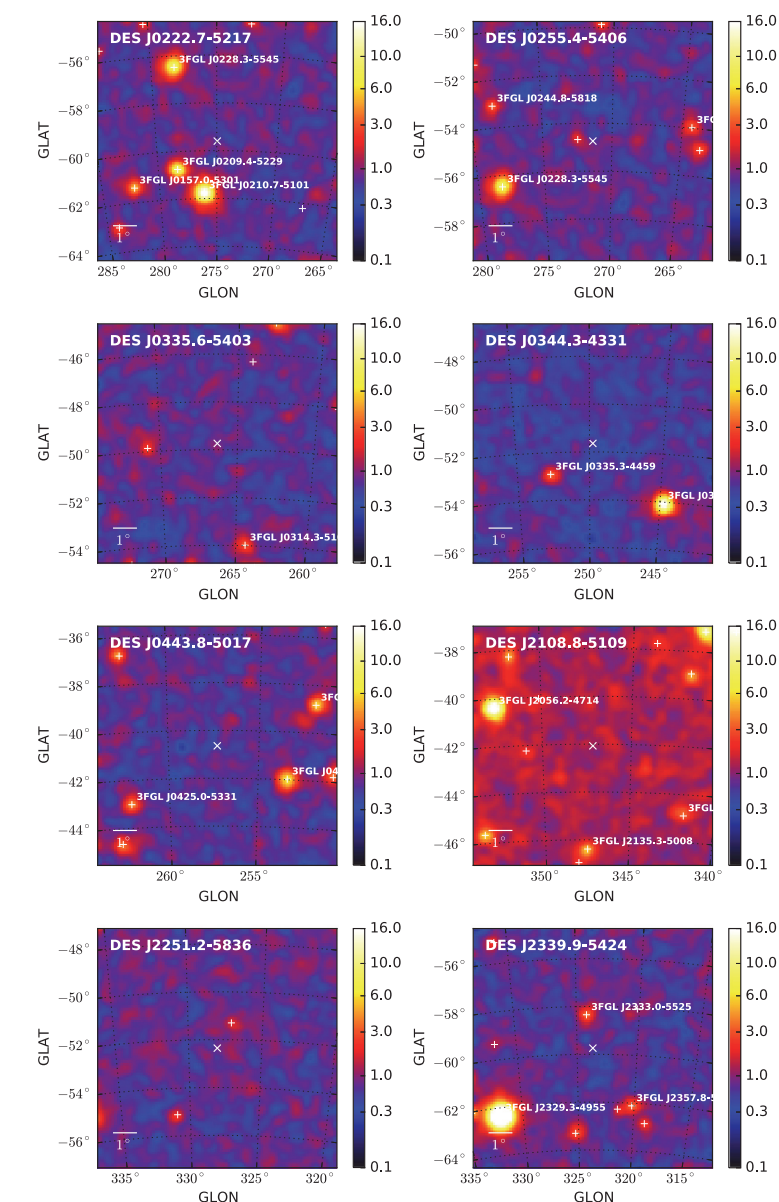 DES J0222.7-5217
3FGL J0228.3-5545
3FGL J0209.4-5229
3FGL J0157.0-5301
3FGL J0210.7-5101
1°
GLAT
−56°
−58°
−60°
−62°
−64°
285° 280° 275° 270° 265°
GLON
16.0
10.0
6.0
3.0
1.0
0.3
0.1
DES J0255.4-5406
3FGL J0244.8-5818
3FG
3FGL J0228.3-5545
1°
GLAT
−50°
−52°
−54°
−56°
−58°
280° 275° 270° 265°
GLON
16.0
10.0
6.0
3.0
1.0
0.3
0.1
DES J0335.6-5403
3FGL J0314.3-510
1°
GLAT
−46°
−48°
−50°
−52°
−54°
270° 265° 260°
GLON
16.0
10.0
6.0
3.0
1.0
0.3
0.1
DES J0344.3-4331
3FGL J0335.3-4459
3FGL J03
1°
GLAT
−48°
−50°
−52°
−54°
−56°
255° 250° 245°
GLON
16.0
10.0
6.0
3.0
1.0
0.3
0.1
DES J0443.8-5017
3FG
3FGL J04
3FGL J0425.0-5331
1°
GLAT
−36°
−38°
−40°
−42°
−44°
260° 255°
GLON
16.0
10.0
6.0
3.0
1.0
0.3
0.1
DES J2108.8-5109
3FGL J2056.2-4714
3FGL
3FGL J2135.3-5008
1°
GLAT
−38°
−40°
−42°
−44°
−46°
350° 345° 340°
GLON
16.0
10.0
6.0
3.0
1.0
0.3
0.1
DES J2251.2-5836
1°
GLAT
−48°
−50°
−52°
−54°
−56°
335° 330° 325° 320°
GLON
16.0
10.0
6.0
3.0
1.0
0.3
0.1
DES J2339.9-5424
3FGL J2333.0-5525
3FGL J2357.8-5
3FGL J2329.3-4955
1°
GLAT
−56°
−58°
−60°
−62°
−64°
335° 330° 325° 320° 315°
GLON
16.0
10.0
6.0
3.0
1.0
0.3
0.1